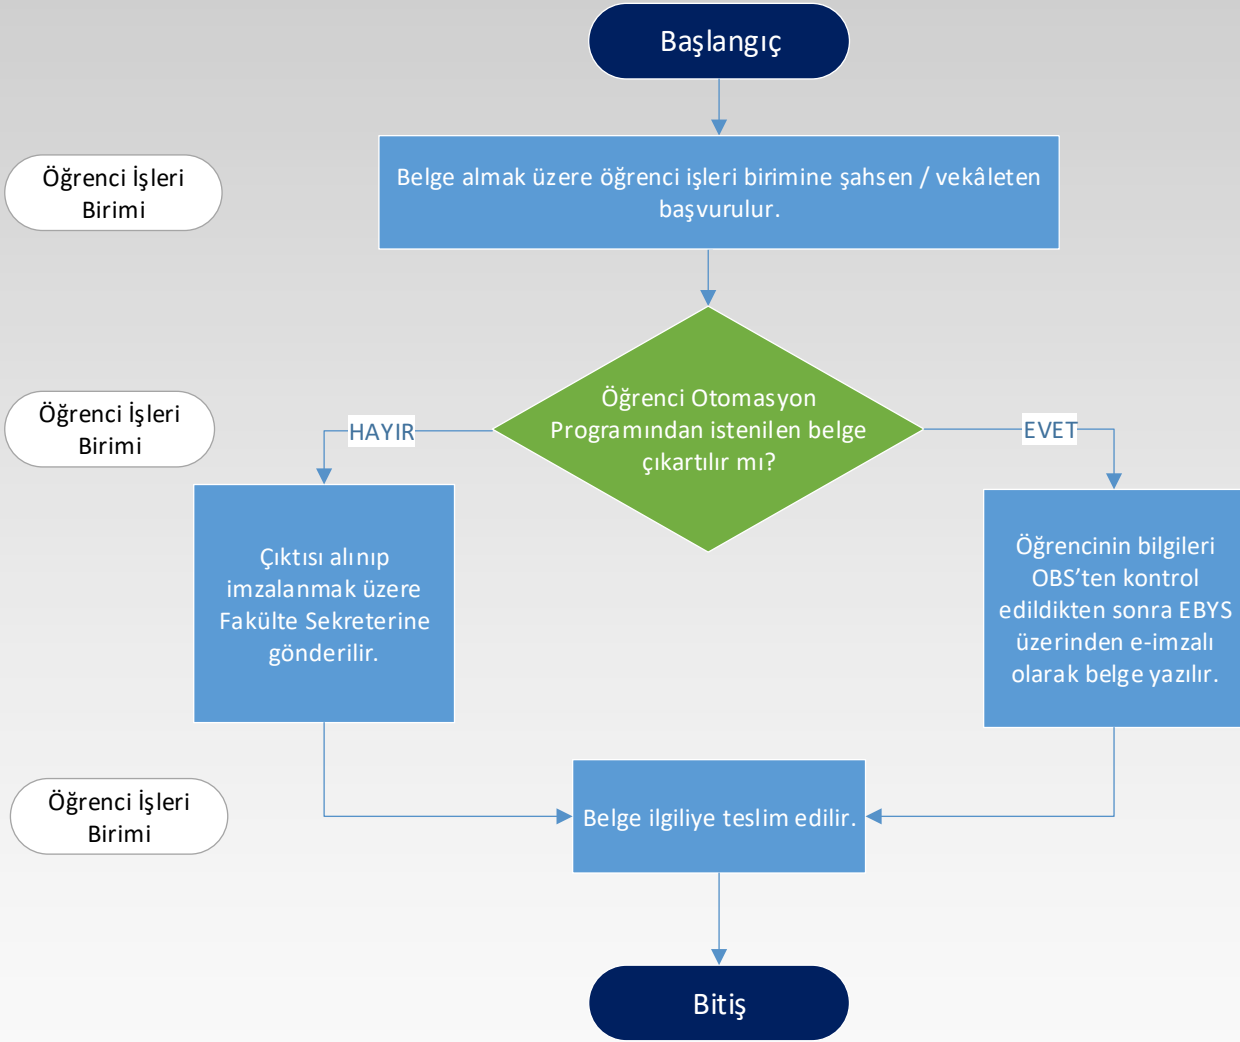 Başlangıç
Öğrenci İşleri
Birimi
Belge almak üzere öğrenci işleri birimine şahsen / vekâleten
başvurulur.
Öğrenci İşleri
Birimi
Öğrenci Otomasyon
Programından istenilen belge
çıkartılır mı?
HAYIR
EVET
Çıktısı alınıp
imzalanmak üzere
Fakülte Sekreterine
gönderilir.
Öğrencinin bilgileri
OBS’ten kontrol
edildikten sonra EBYS
üzerinden e-imzalı
olarak belge yazılır.
Öğrenci İşleri
Birimi
Belge ilgiliye teslim edilir.
Bitiş